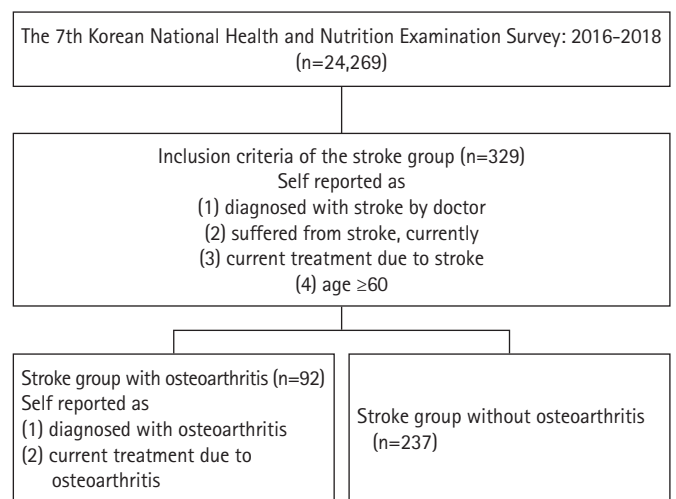 The 7th Korean National Health and Nutrition Examination Survey: 2016-2018
(n=24,269)
Inclusion criteria of the stroke group (n=329)
Self reported as
(1) diagnosed with stroke by doctor
(2) suffered from stroke, currently
(3) current treatment due to stroke
(4) age ≥60
Stroke group with osteoarthritis (n=92)
Self reported as
(1) diagnosed with osteoarthritis
(2) current treatment due to
osteoarthritis
Stroke group without osteoarthritis
(n=237)